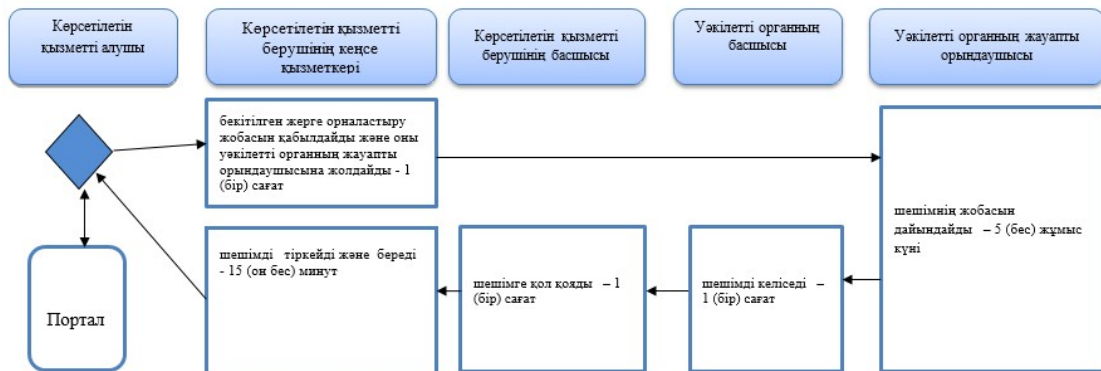 Көрсетілетін
қызметті алушы
Көрсетілетін қызметті
берушінің кеңсе
қызметкері
Көрсетілетін қызметті
берушінің басшысы
Уәкілетті органның
басшысы
Уәкілетті органның жауапты
орындаушысы
бекітілген жерге орналастыру
жобасын қабылдайды және оны
уәкілетті органның жауапты
орындаушысына жолдайды - 1
(бір) сағат
шешімнің жобасын
дайындайды – 5 (бес) жұмыс
күні
шешімді келіседі –
1 (бір) сағат
шешімге қол қояды – 1
(бір) сағат
шешімді тіркейді және береді
- 15 (он бес) минут
Портал